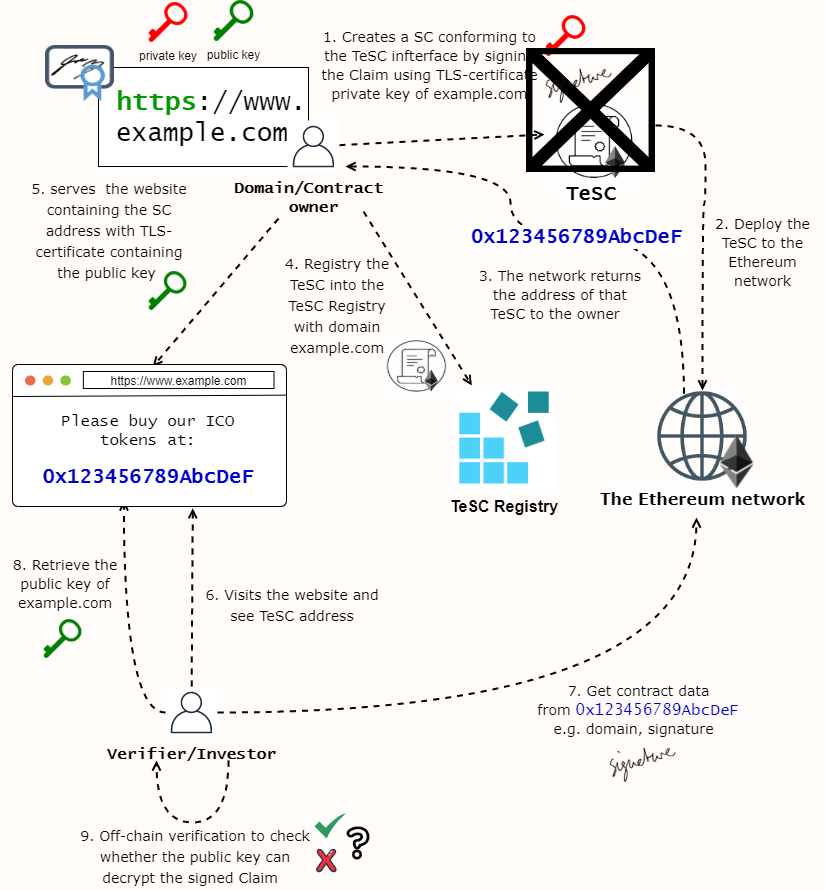 private key
public key
https://www.
example.com
Domain/Contract
owner
1. Creates a SC conforming to
the TeSC infterface by signin
the Claim using TLS-certificate
private key of example.com
signature
TeSC
2. Deploy the
TeSC to the
Ethereum
network
0x123456789AbcDeF
3. The network returns
the address of that
TeSC to the owner
5. serves the website
containing the SC
address with TLS-
certificate containing
the public key
4. Registry the
TeSC into the
TeSC Registry
with domain
example.com
https://www.example.com
Please buy our ICO
tokens at:
0x123456789AbcDeF
TeSC Registry
The Ethereum network
8. Retrieve the
public key of
example.com
6. Visits the website and
see TeSC address
7. Get contract data
from 0x123456789AbcDeF
e.g. domain, signature
signature
Verifier/Investor
9. Off-chain verification to check
whether the public key can
decrypt the signed Claim
?